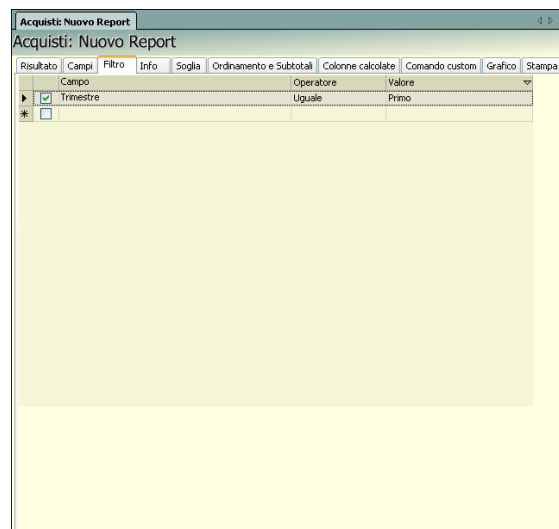 Acquisti: Nuovo Report
Acquisti: Nuovo Report
Risultato Campi Filtro Info Soglia Ordinamento e Subtotali Colonne calcolate Comando custom Grafico Stampa
Campo Operatore Valore
Trimestre Uguale Primo